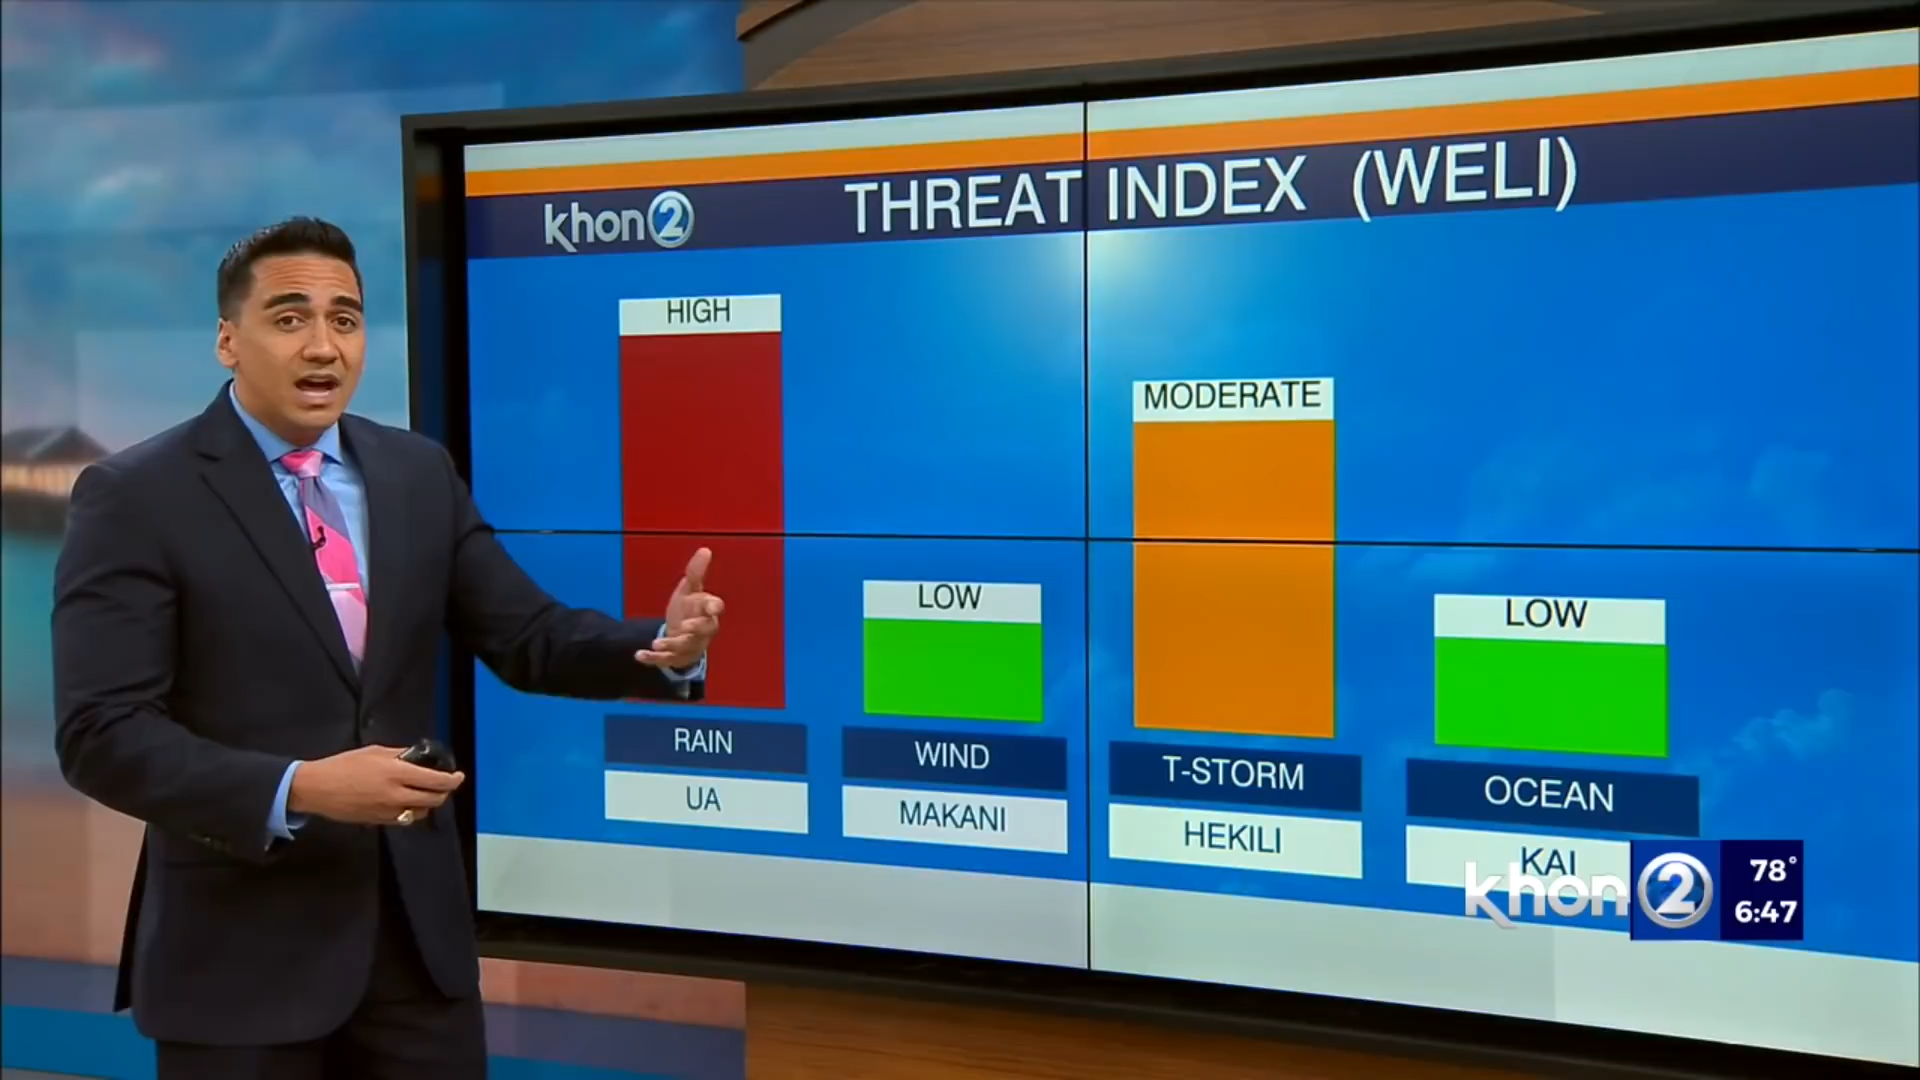 khon2
THREAT INDEX (WELI)
HIGH
MODERATE
LOW
LOW
RAIN
WIND
T-STORM
OCEAN
UA
MAKANI
HEKILI
KAI
khon2
78°
6:47